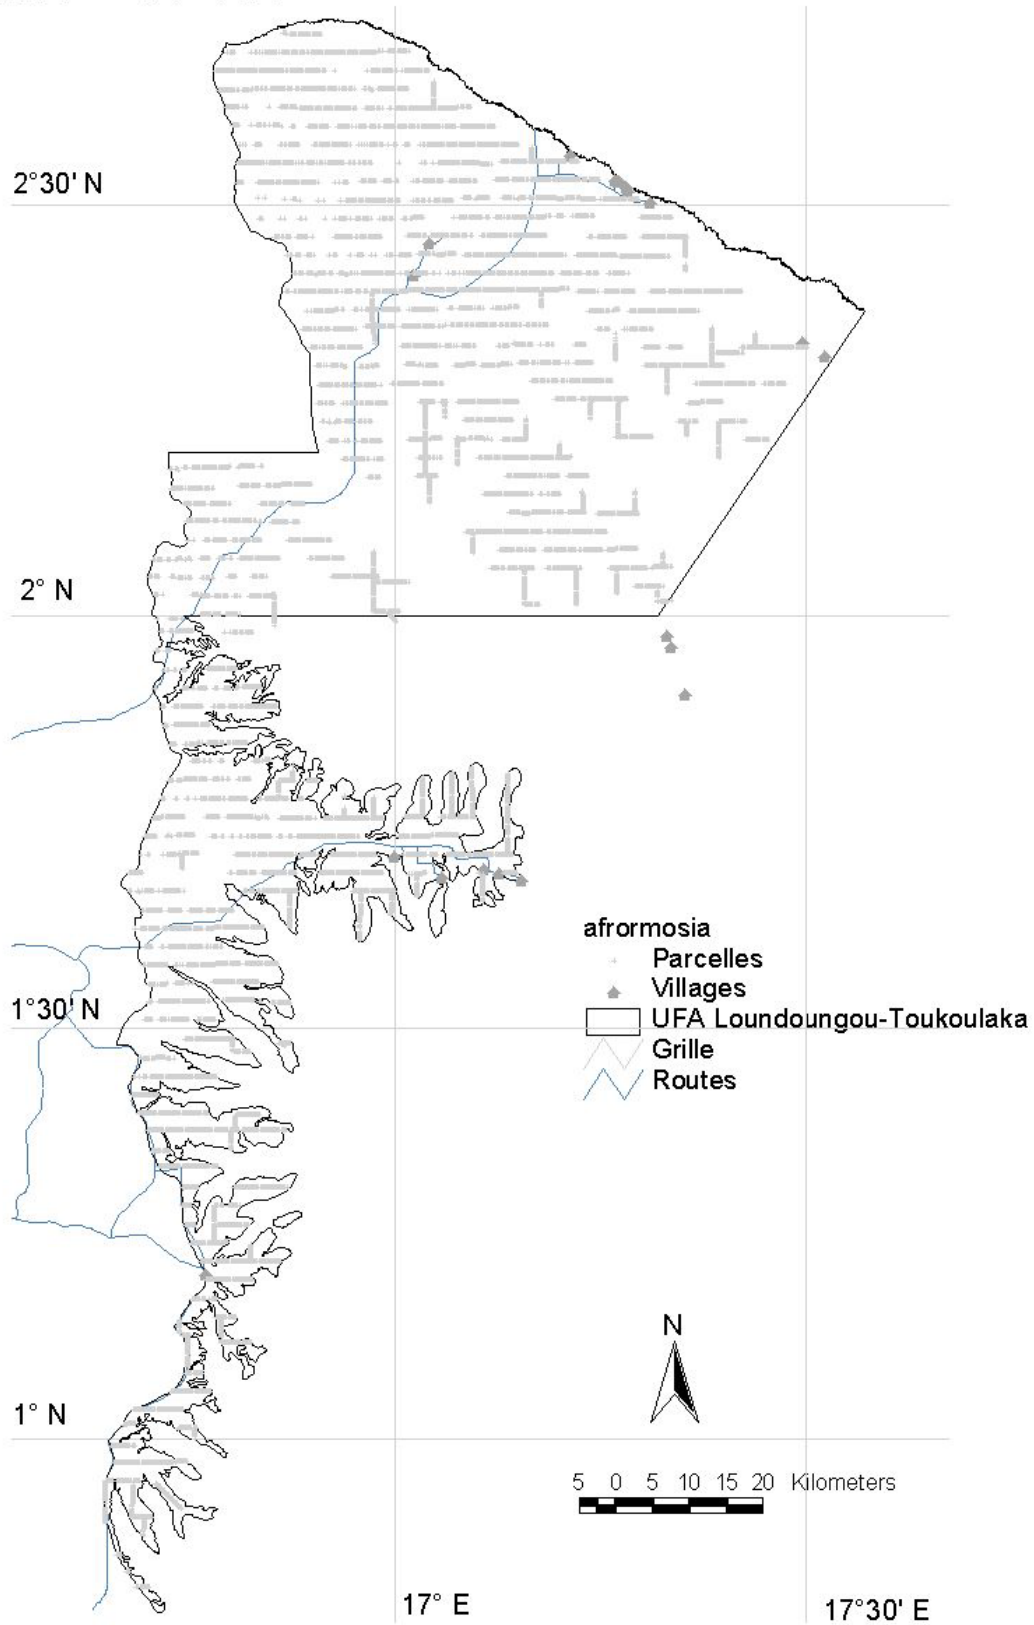 2°30' N
2° N
afrormosia
Parcelles
Villages
1°30' N
UFA Loundoungou-Toukoulaka
Grille
Routes
N
1° N
5 0 5 10 15 20 Kilometers
17° E
17°30' E